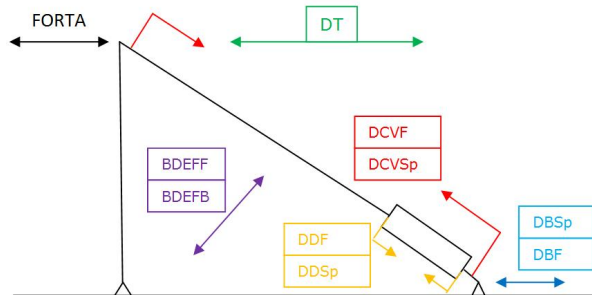 FORTA
DT
DCVF
DCVSp
BDEFF
BDEFB
DBSp
DBF
DDF
DDSp